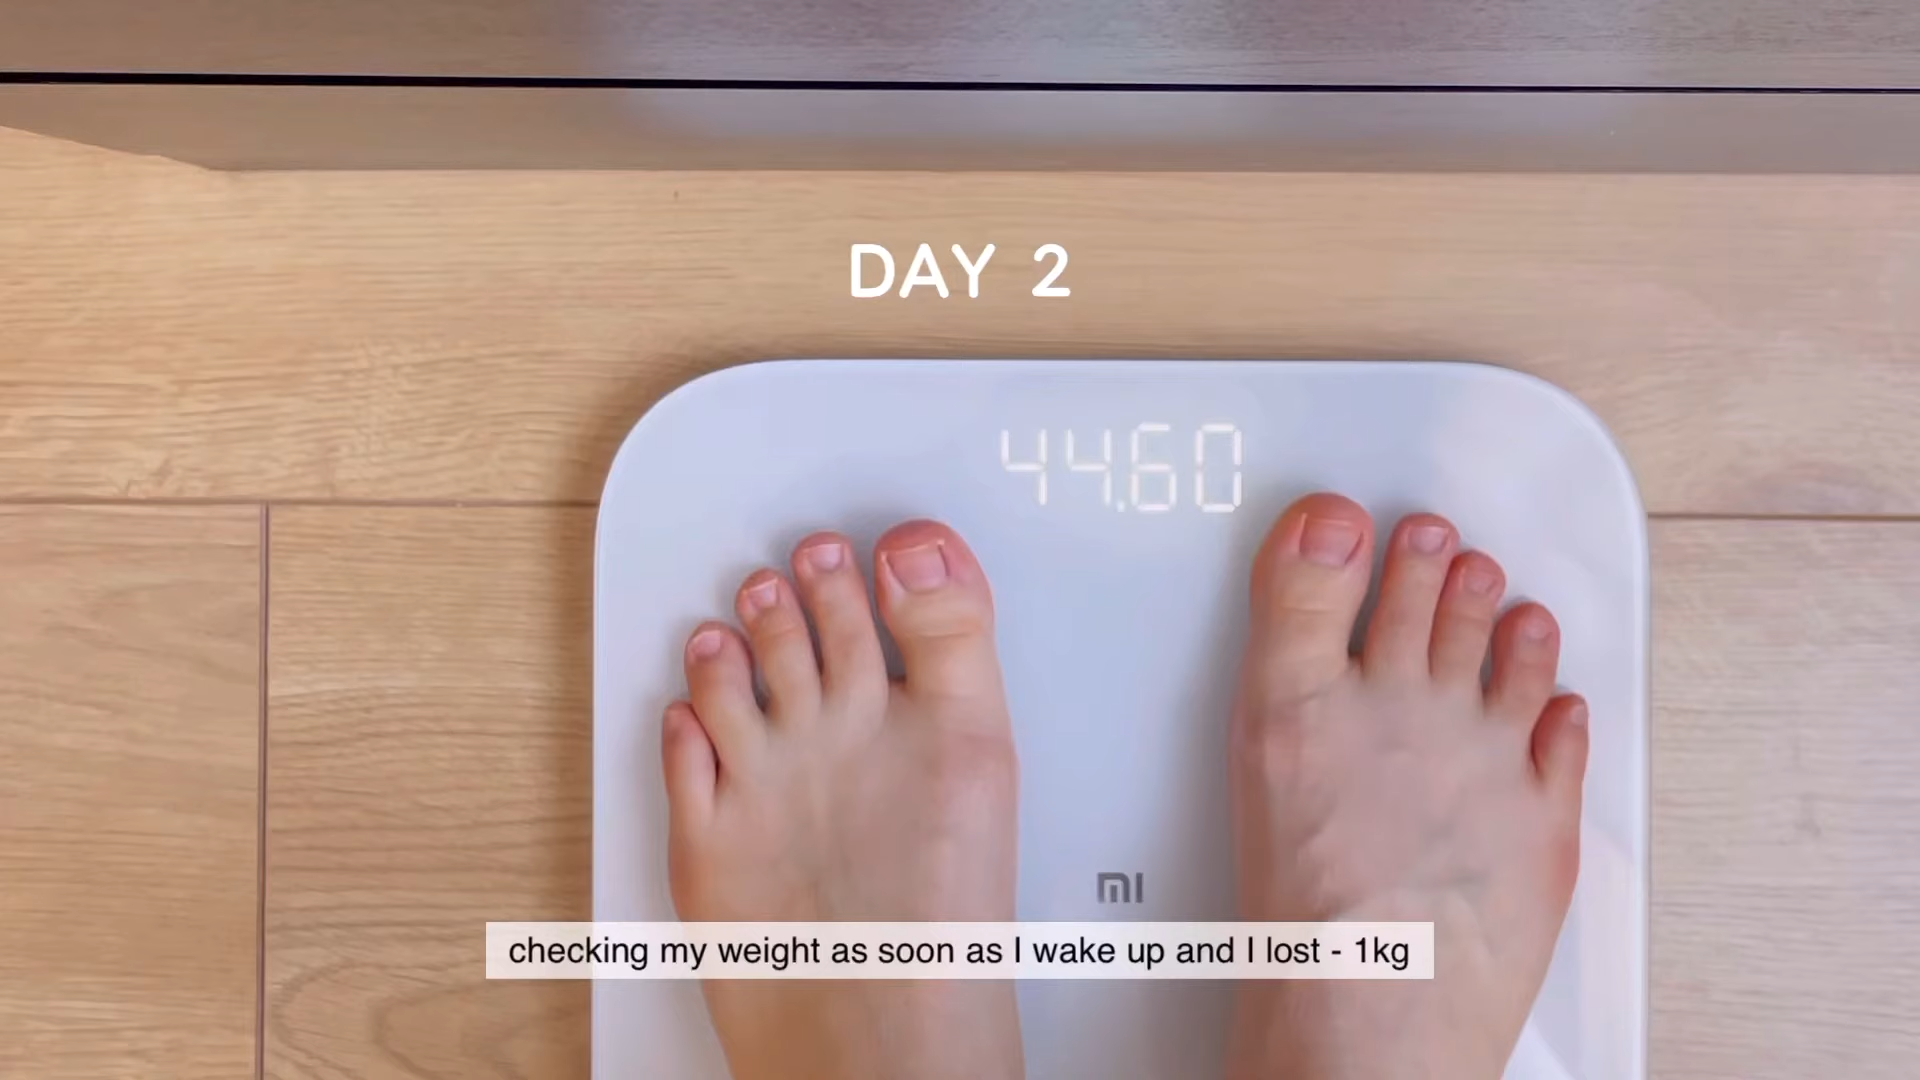 DAY 2
44.60
mi
checking my weight as soon as I wake up and I lost - 1kg